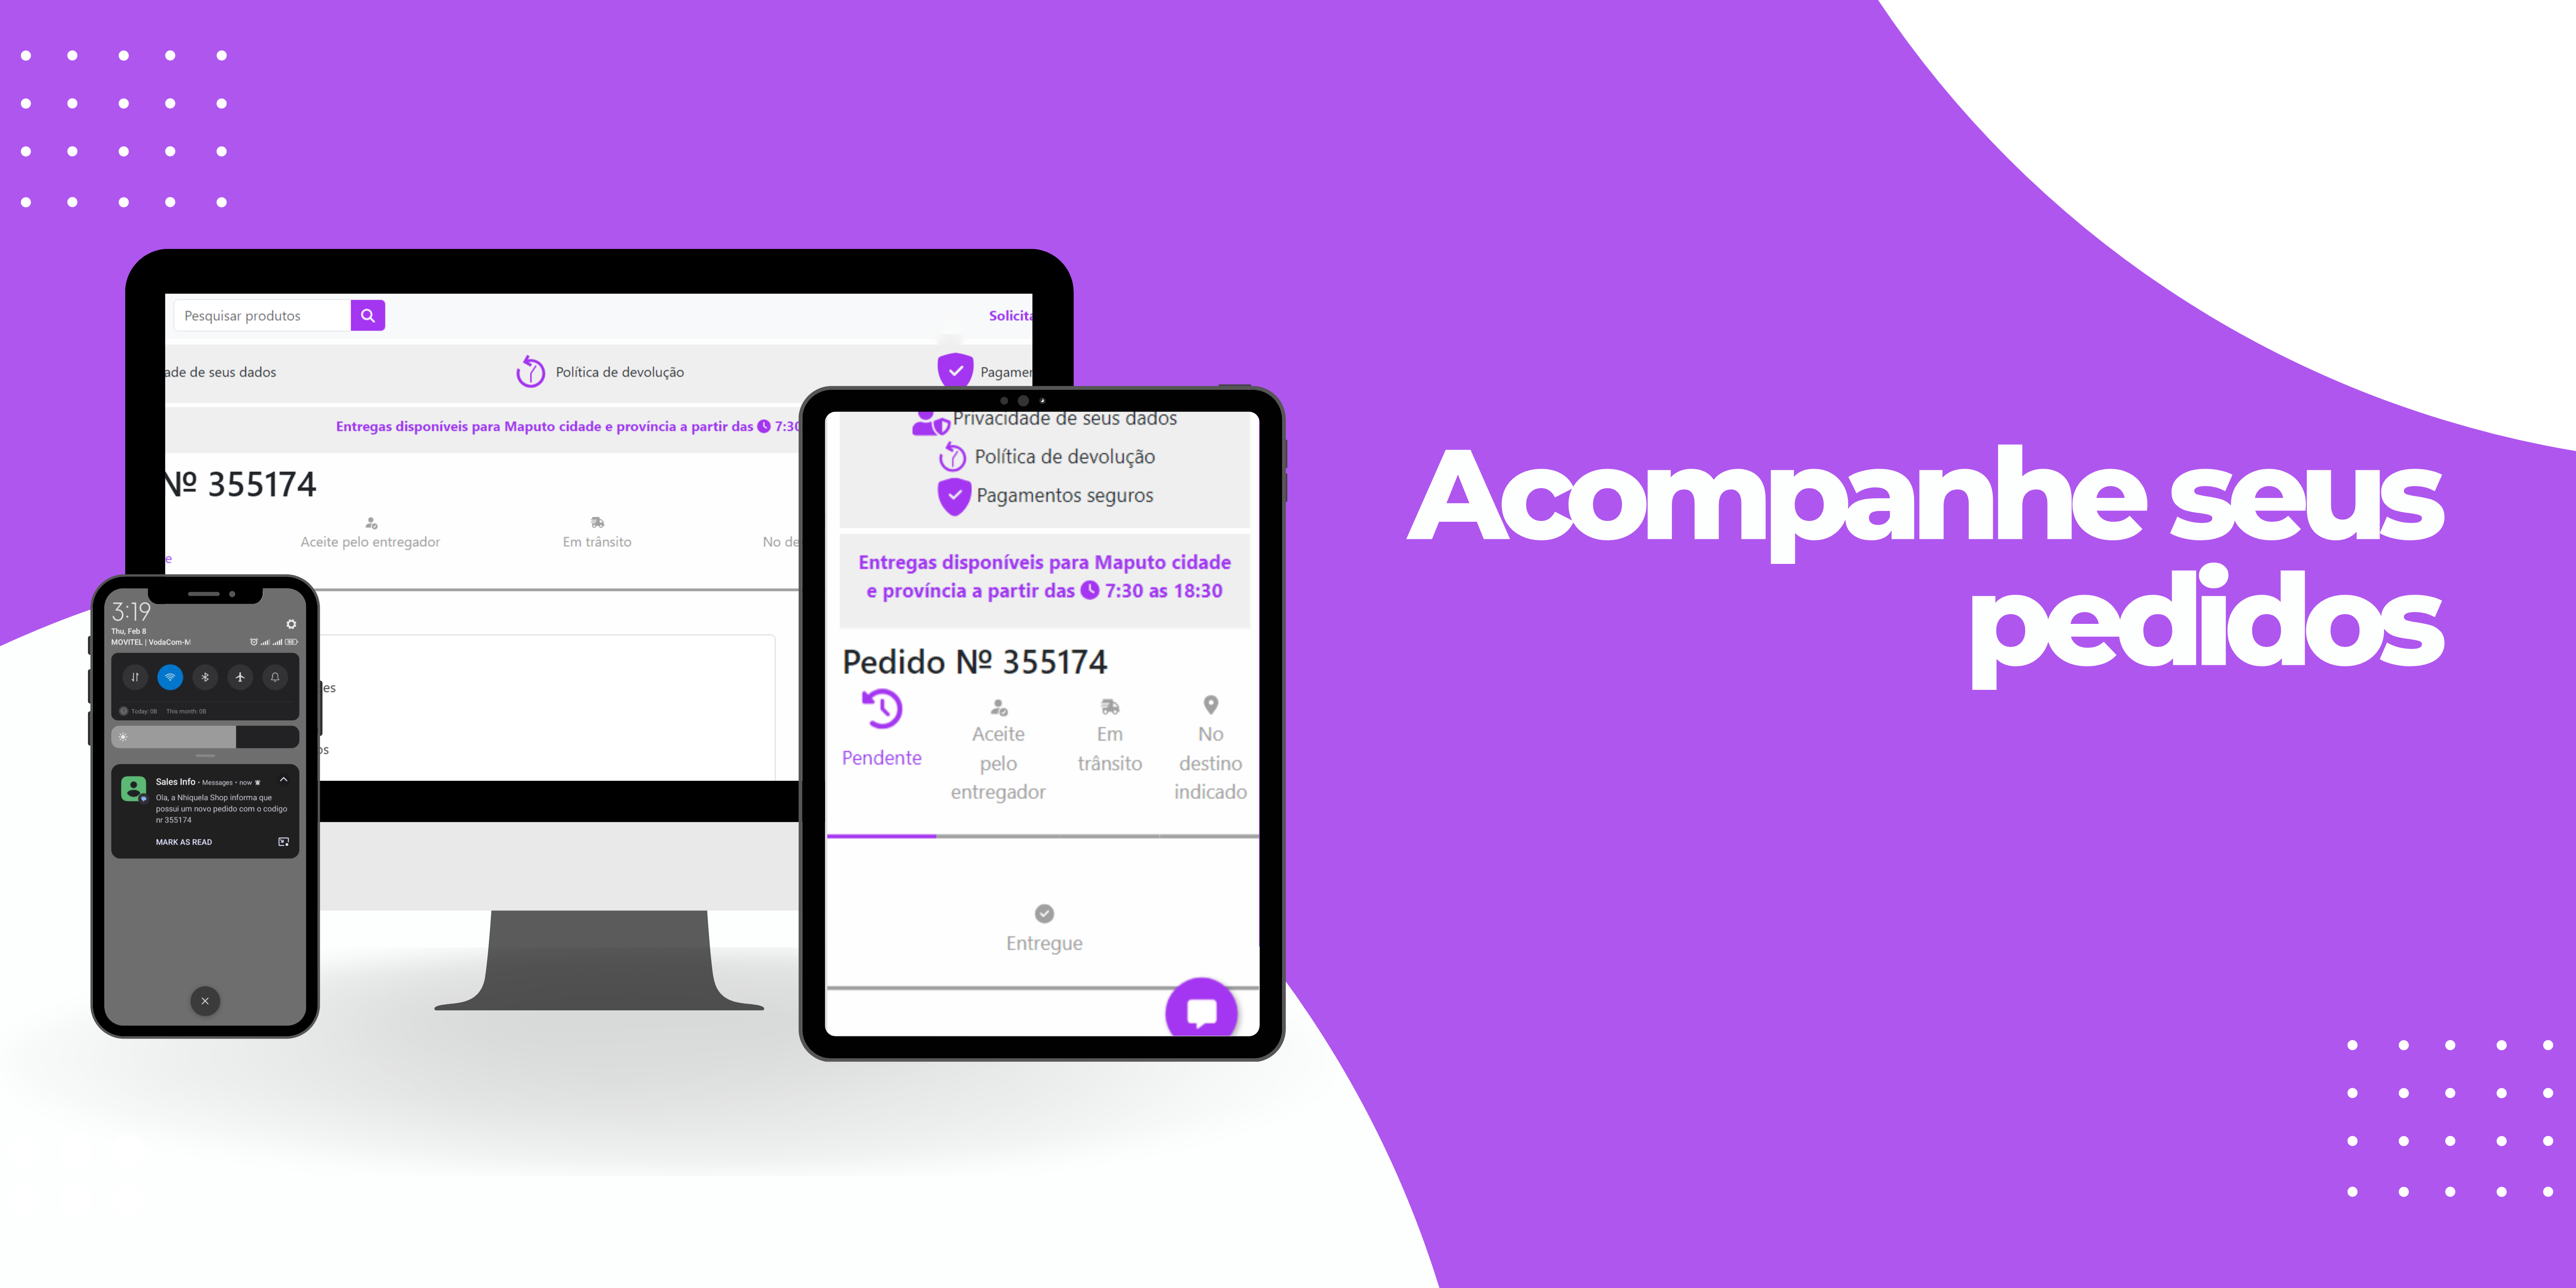 Acompanhe seus
pedidos
Pesquisar produtos
Solicita
ade de seus dados
Política de devolução
Pagamen
Entregas disponíveis para Maputo cidade e província a partir das 7:30
Nº 355174
Aceite pelo entregador
Em trânsito
No de
e
es
os
Privacidade de seus dados
Política de devolução
Pagamentos seguros
Entregas disponíveis para Maputo cidade
e província a partir das 7:30 as 18:30
Pedido Nº 355174
Pendente
Aceite
pelo
entregador
Em
trânsito
No
destino
indicado
Entregue
3:19
Thu, Feb 8
MOVITEL | VodaCom-M
Today: 0B This month: 0B
Sales Info • Messages • now
Ola, a Nhiquela Shop informa que
possui um novo pedido com o codigo
nr 355174
MARK AS READ